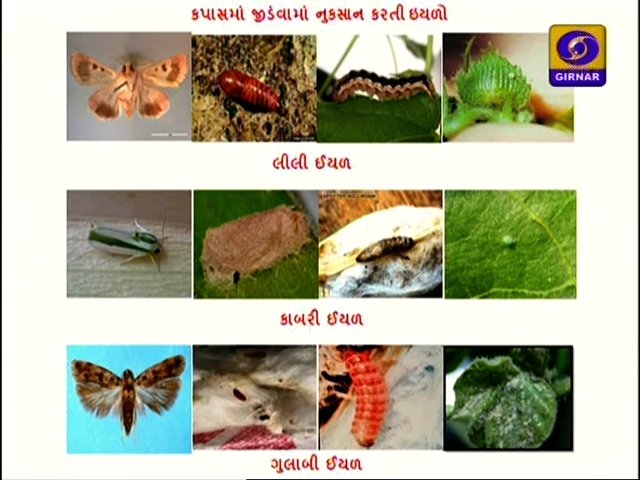 કપાસમાં જીંડવામાં નુકસાન કરતી ઇયળો
GIRNAR
લીલી ઈયળ
કાબરી ઈયળ
ગુલાબી ઈયળ